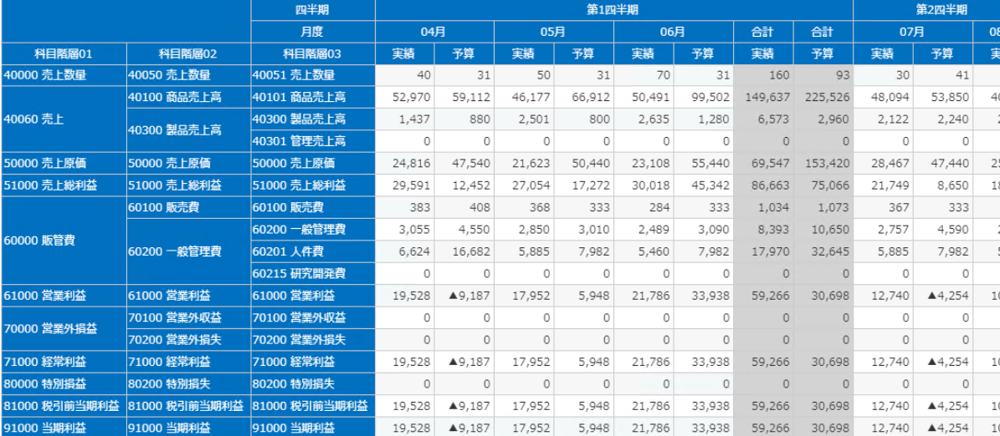 四半期 第1四半期 第2四半期
月度 04月 05月 06月 合計 合計 07月 08
科目階層01 科目階層02 科目階層03 実績 予算 実績 予算 実績 予算 実績 予算 実績 予算
40000 売上数量 40050 売上数量 40051 売上数量 40 31 50 31 70 31 160 93 30 41
40060 売上 40100 商品売上高 40101 商品売上高 52,970 59,112 46,177 66,912 50,491 99,502 149,637 225,526 48,094 53,850
40300 製品売上高 40300 製品売上高 1,437 880 2,501 800 2,635 1,280 6,573 2,960 2,122 2,240
40301 管理売上高 0 0 0 0 0 0 0 0 0 0
50000 売上原価 50000 売上原価 50000 売上原価 24,816 47,540 21,623 50,440 23,108 55,440 69,547 153,420 28,467 47,440
51000 売上総利益 51000 売上総利益 51000 売上総利益 29,591 12,452 27,054 17,272 30,018 45,342 86,663 75,066 21,749 8,650
60000 販管費 60100 販売費 60100 販売費 383 408 368 333 284 333 1,034 1,073 367 333
60200 一般管理費 60200 一般管理費 3,055 4,550 2,850 3,010 2,489 3,090 8,393 10,650 2,757 4,590
60201 人件費 6,624 16,682 5,885 7,982 5,460 7,982 17,970 32,645 5,885 7,982
60215 研究開発費 0 0 0 0 0 0 0 0 0 0
61000 営業利益 61000 営業利益 61000 営業利益 19,528 ▲9,187 17,952 5,948 21,786 33,938 59,266 30,698 12,740 ▲4,254
70000 営業外損益 70100 営業外収益 70100 営業外収益 0 0 0 0 0 0 0 0 0 0
70200 営業外損失 70200 営業外損失 0 0 0 0 0 0 0 0 0 0
71000 経常利益 71000 経常利益 71000 経常利益 19,528 ▲9,187 17,952 5,948 21,786 33,938 59,266 30,698 12,740 ▲4,254
80000 特別損益 80200 特別損失 80200 特別損失 0 0 0 0 0 0 0 0 0 0
81000 税引前当期利益 81000 税引前当期利益 81000 税引前当期利益 19,528 ▲9,187 17,952 5,948 21,786 33,938 59,266 30,698 12,740 ▲4,254
91000 当期利益 91000 当期利益 91000 当期利益 19,528 ▲9,187 17,952 5,948 21,786 33,938 59,266 30,698 12,740 ▲4,254